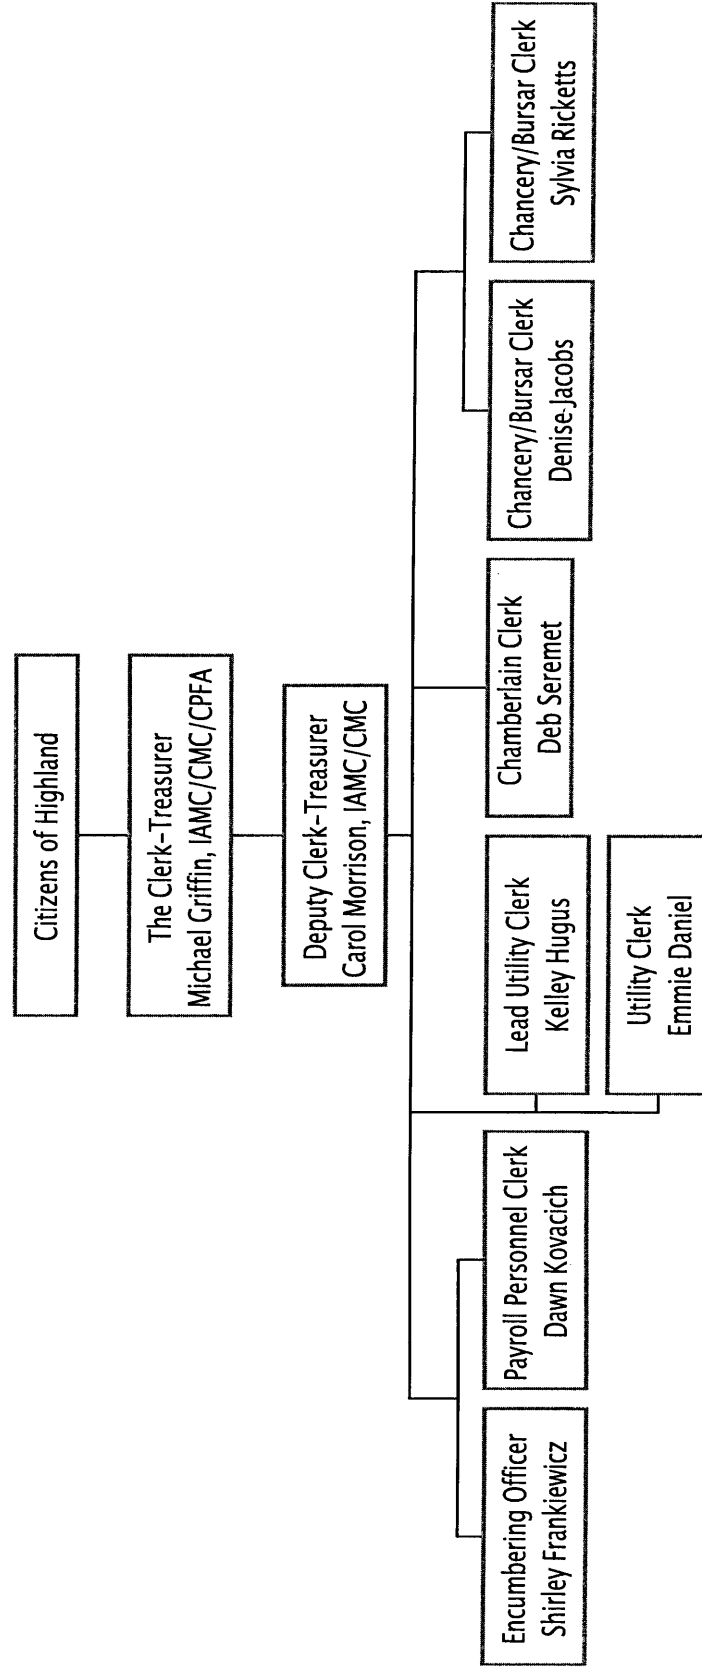 Citizens of Highland
The Clerk-Treasurer
Michael Griffin, IAMC/CMC/CPFA
Deputy Clerk-Treasurer
Carol Morrison, IAMC/CMC
Encumbering Officer
Shirley Frankiewicz
Payroll Personnel Clerk
Dawn Kovacich
Lead Utility Clerk
Kelley Hugus
Utility Clerk
Emmie Daniel
Chamberlain Clerk
Deb Seremet
Chancery/Bursar Clerk
Denise-Jacobs
Chancery/Bursar Clerk
Sylvia Ricketts